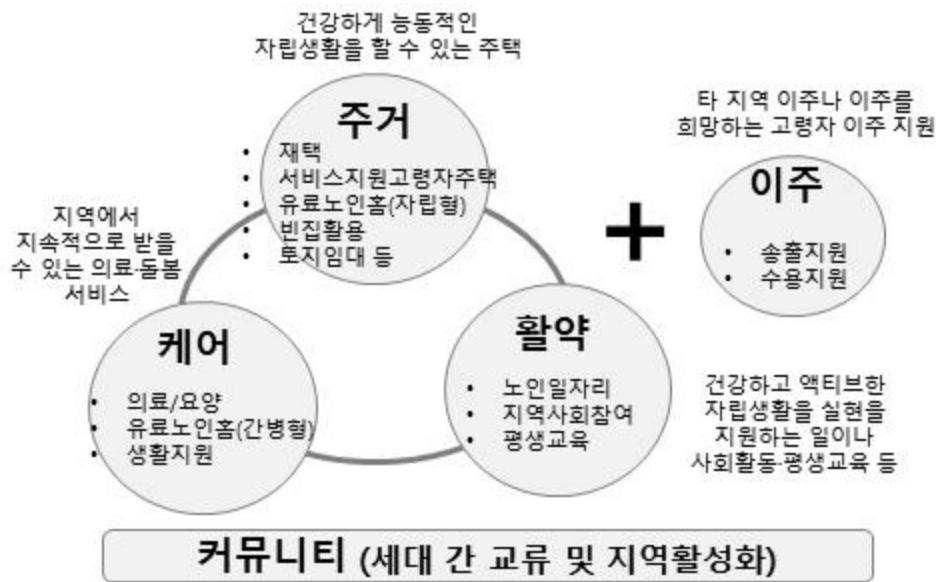 건강하게 능동적인
자립생활을 할 수 있는 주택
주거
• 재택
• 서비스지원고령자주택
• 유료노인홈(자립형)
• 빈집활용
• 토지임대 등
+
타 지역 이주나 이주를
희망하는 고령자 이주 지원
이주
• 송출지원
• 수용지원
지역에서
지속적으로 받을
수 있는 의료·돌봄
서비스
케어
• 의료/요양
• 유료노인홈(간병형)
• 생활지원
활약
• 노인일자리
• 지역사회참여
• 평생교육
건강하고 액티브한
자립생활을 실현을
지원하는 일이나
사회활동·평생교육 등
커뮤니티 (세대 간 교류 및 지역활성화)